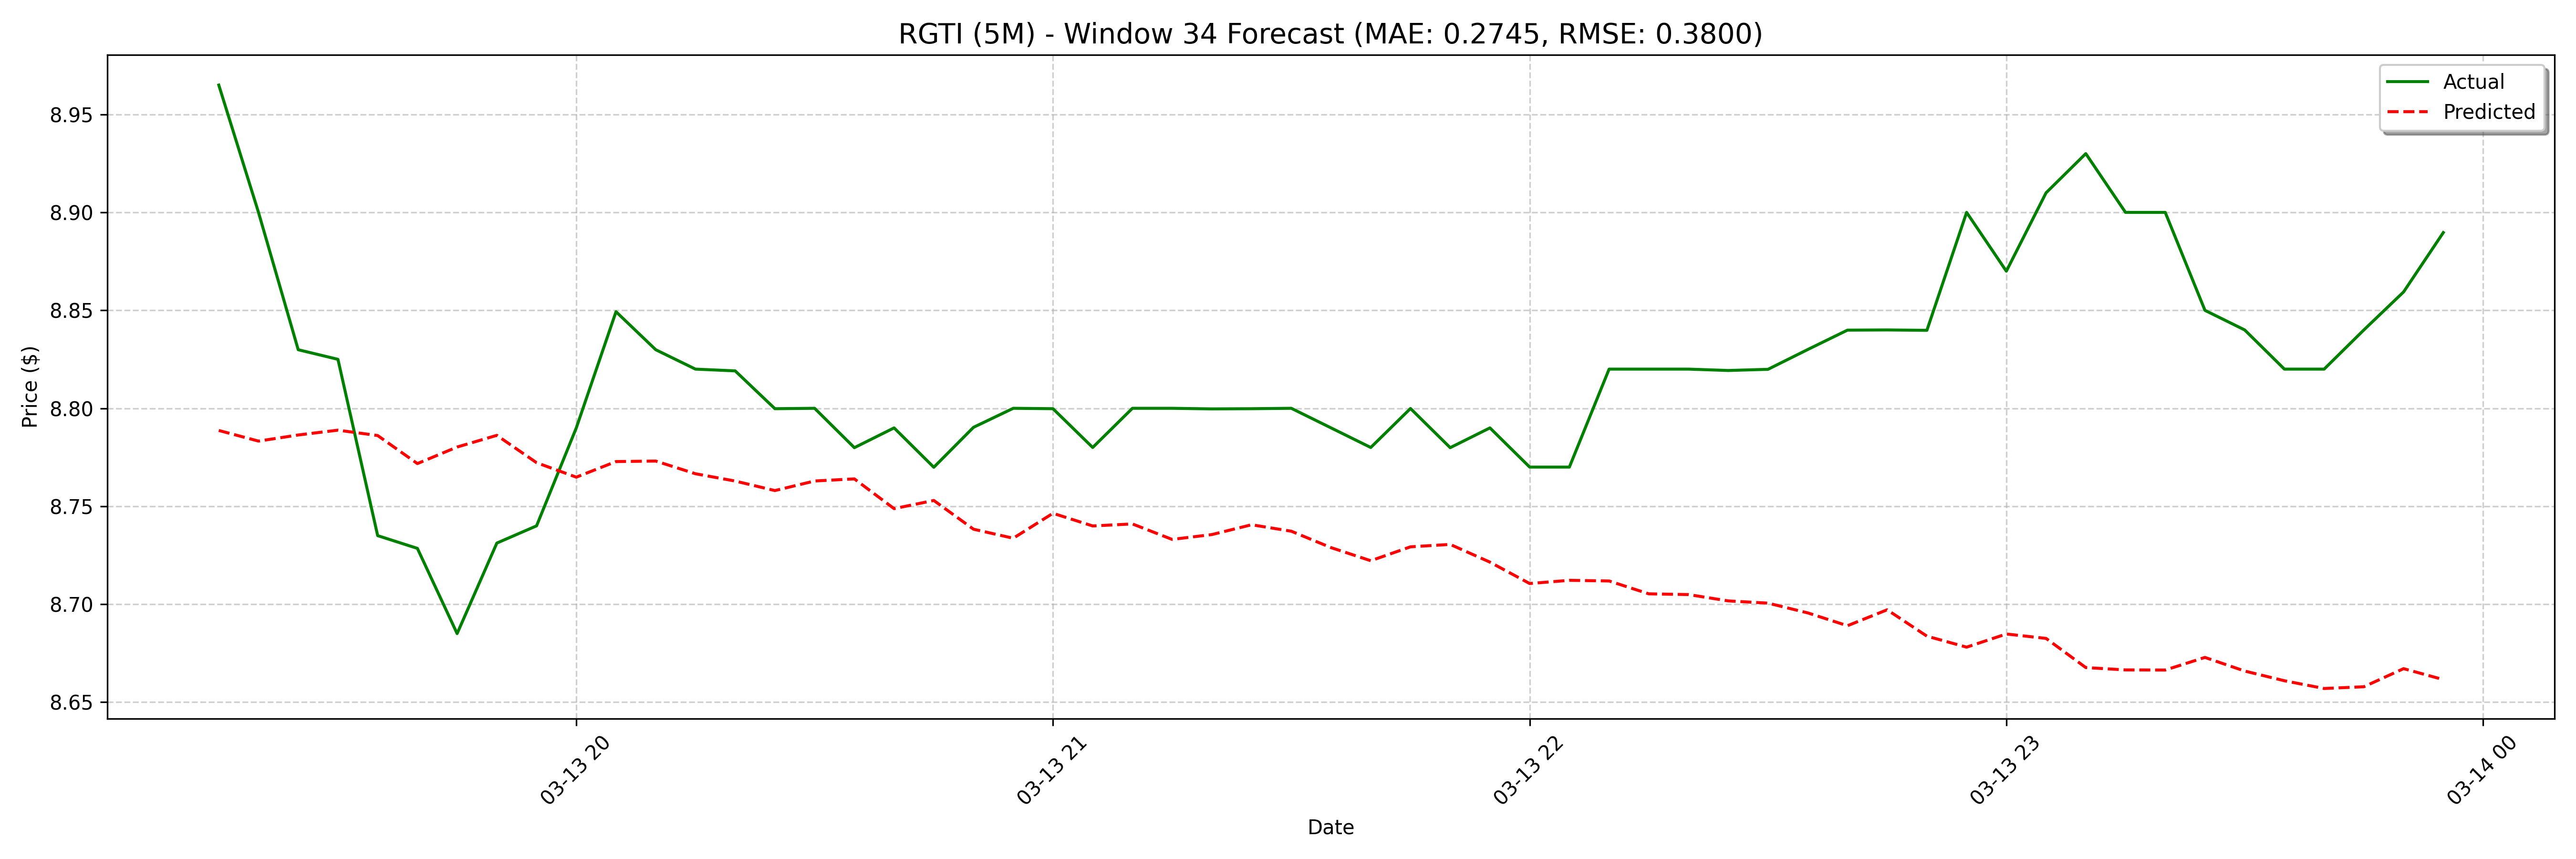 RGTI (5M) - Window 34 Forecast (MAE: 0.2745, RMSE: 0.3800)
Actual
Predicted
Price ($)
8.95
8.90
8.85
8.80
8.75
8.70
8.65
03-13 20
03-13 21
03-13 22
03-13 23
03-14 00
Date